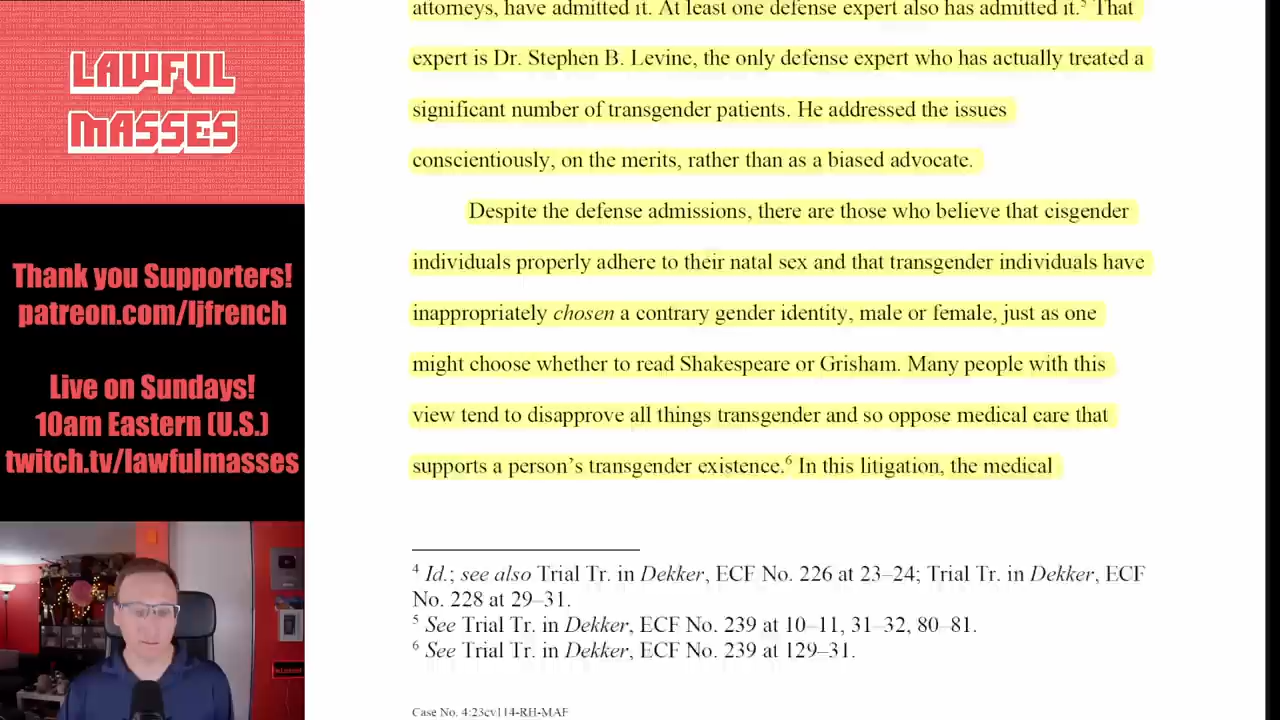 LAWFUL
MASSES
Thank you Supporters!
patreon.com/ljfrench
Live on Sundays!
10am Eastern (U.S.)
twitch.tv/lawfulmasses
attorneys, have admitted it. At least one defense expert also has admitted it.⁵ That
expert is Dr. Stephen B. Levine, the only defense expert who has actually treated a
significant number of transgender patients. He addressed the issues
conscientiously, on the merits, rather than as a biased advocate.
Despite the defense admissions, there are those who believe that cisgender
individuals properly adhere to their natal sex and that transgender individuals have
inappropriately chosen a contrary gender identity, male or female, just as one
might choose whether to read Shakespeare or Grisham. Many people with this
view tend to disapprove all things transgender and so oppose medical care that
supports a person’s transgender existence.⁶ In this litigation, the medical
⁴ Id.; see also Trial Tr. in Dekker, ECF No. 226 at 23–24; Trial Tr. in Dekker, ECF
No. 228 at 29–31.
⁵ See Trial Tr. in Dekker, ECF No. 239 at 10–11, 31–32, 80–81.
⁶ See Trial Tr. in Dekker, ECF No. 239 at 129–31.
Case No. 4:23cv114-RH-MAF